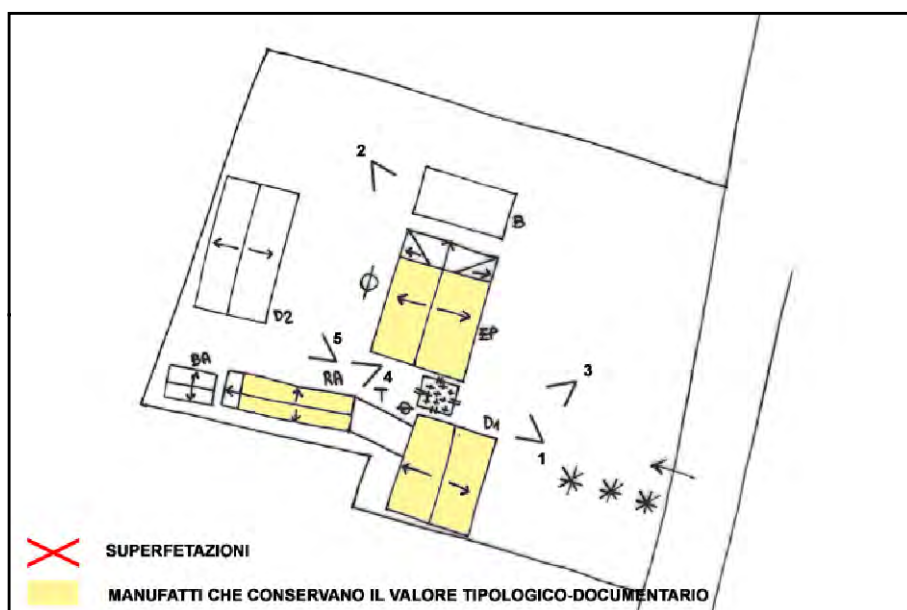 2
B
D2
EP
5
BA
RA
4
3
D1
1
SUPERFETAZIONI
MANUFATTI CHE CONSERVANO IL VALORE TIPOLOGICO-DOCUMENTARIO